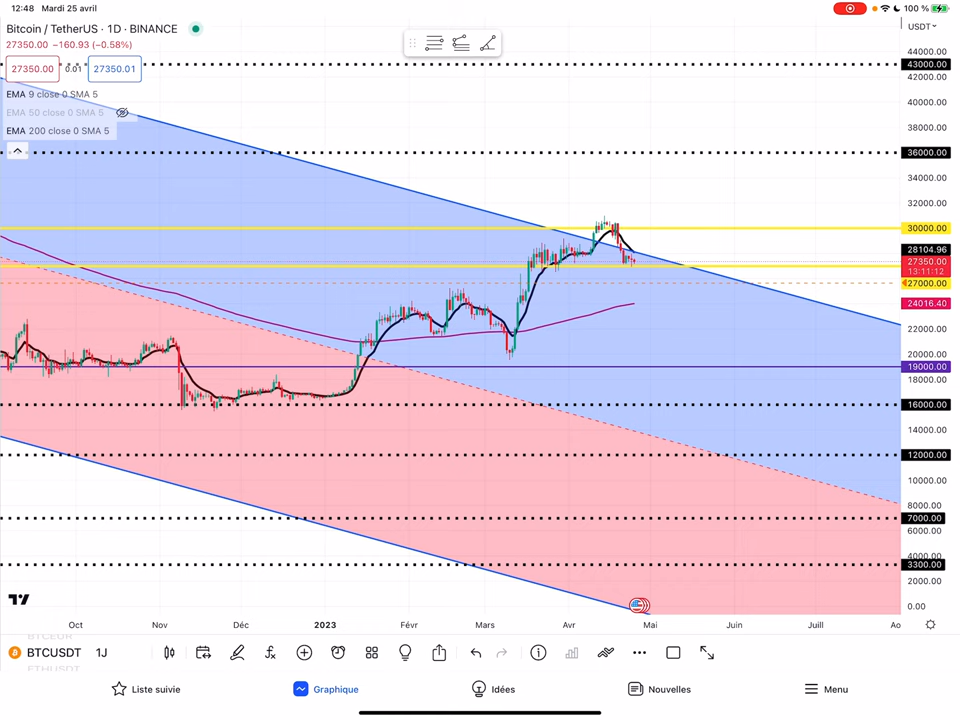 12:48 Mardi 25 avril
100 %
Bitcoin / TetherUS · 1D · BINANCE
USDT
27350.00 −160.93 (−0.58%)
27350.00
0.01
27350.01
EMA 9 close 0 SMA 5
EMA 50 close 0 SMA 5
EMA 200 close 0 SMA 5
44000.00
43000.00
42000.00
40000.00
38000.00
36000.00
34000.00
32000.00
30000.00
28104.96
27350.00
13:11:12
27000.00
24016.40
22000.00
20000.00
19000.00
18000.00
16000.00
14000.00
12000.00
10000.00
8000.00
7000.00
6000.00
4000.00
3300.00
2000.00
0.00
Oct
Nov
Déc
2023
Févr
Mars
Avr
Mai
Juin
Juill
Ao
BTCEUR
BTCUSDT 1J
ETHUSDT
Liste suivie
Graphique
Idées
Nouvelles
Menu